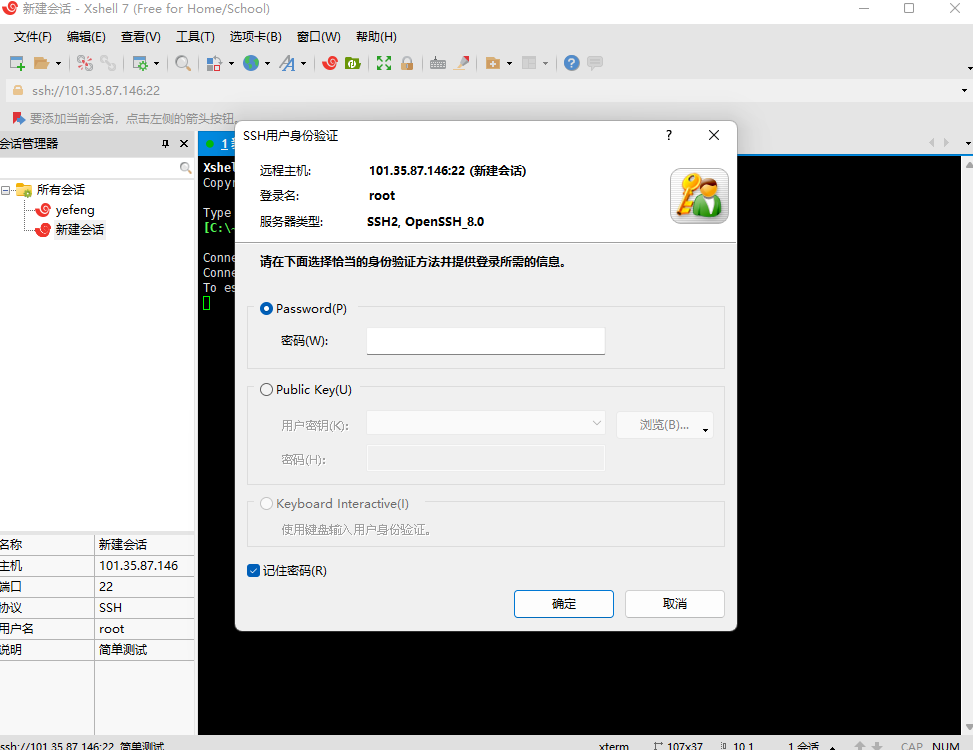 新建会话 - Xshell 7 (Free for Home/School)
文件(F) 编辑(E) 查看(V) 工具(T) 选项卡(B) 窗口(W) 帮助(H)
ssh://101.35.87.146:22
要添加当前会话，点击左侧的箭头按钮。
会话管理器
所有会话
yefeng
新建会话
名称 新建会话
主机 101.35.87.146
端口 22
协议 SSH
用户名 root
说明 简单测试
1
Xshel
Copyr
Type
[C:\~
Conne
Conne
To es
SSH用户身份验证
远程主机: 101.35.87.146:22 (新建会话)
登录名: root
服务器类型: SSH2, OpenSSH_8.0
请在下面选择恰当的身份验证方法并提供登录所需的信息。
Password(P)
密码(W):
Public Key(U)
用户密钥(K): 浏览(B)...
密码(H):
Keyboard Interactive(I)
使用键盘输入用户身份验证。
记住密码(R)
确定 取消
ssh://101.35.87.146:22 简单测试 xterm 107x37 10,1 1 会话 CAP NUM